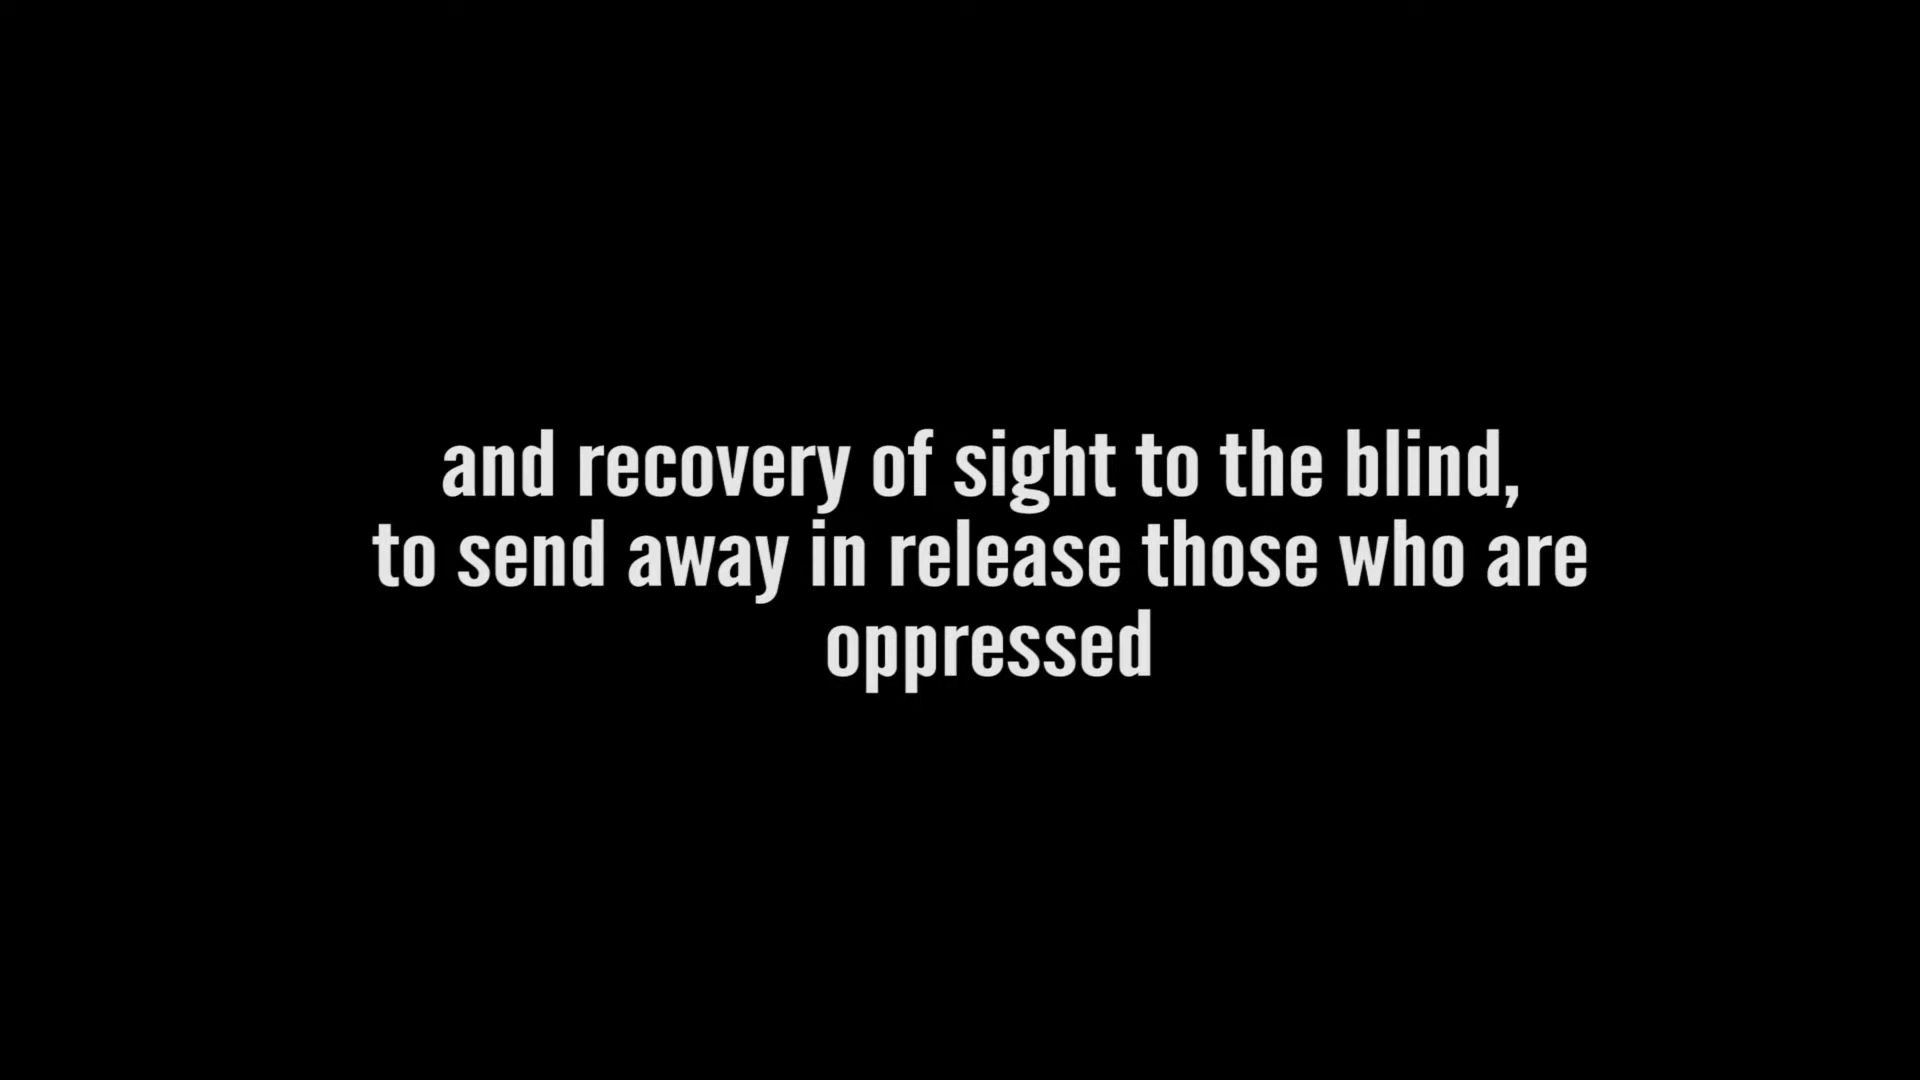 and recovery of sight to the blind,
to send away in release those who are
oppressed